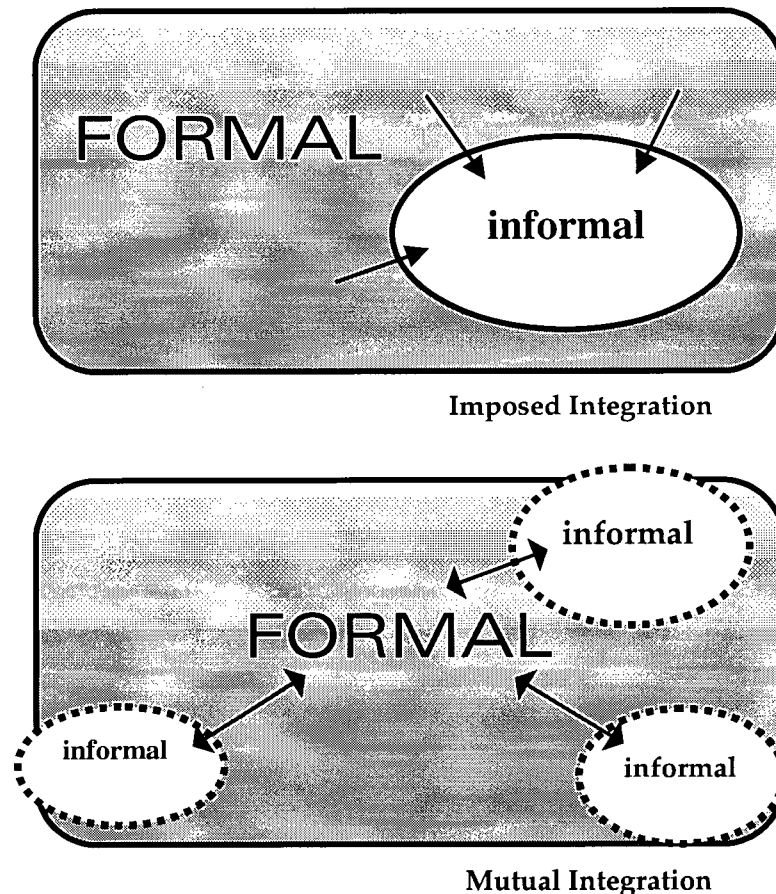 FORMAL
informal
Imposed Integration
informal
FORMAL
informal
informal
Mutual Integration